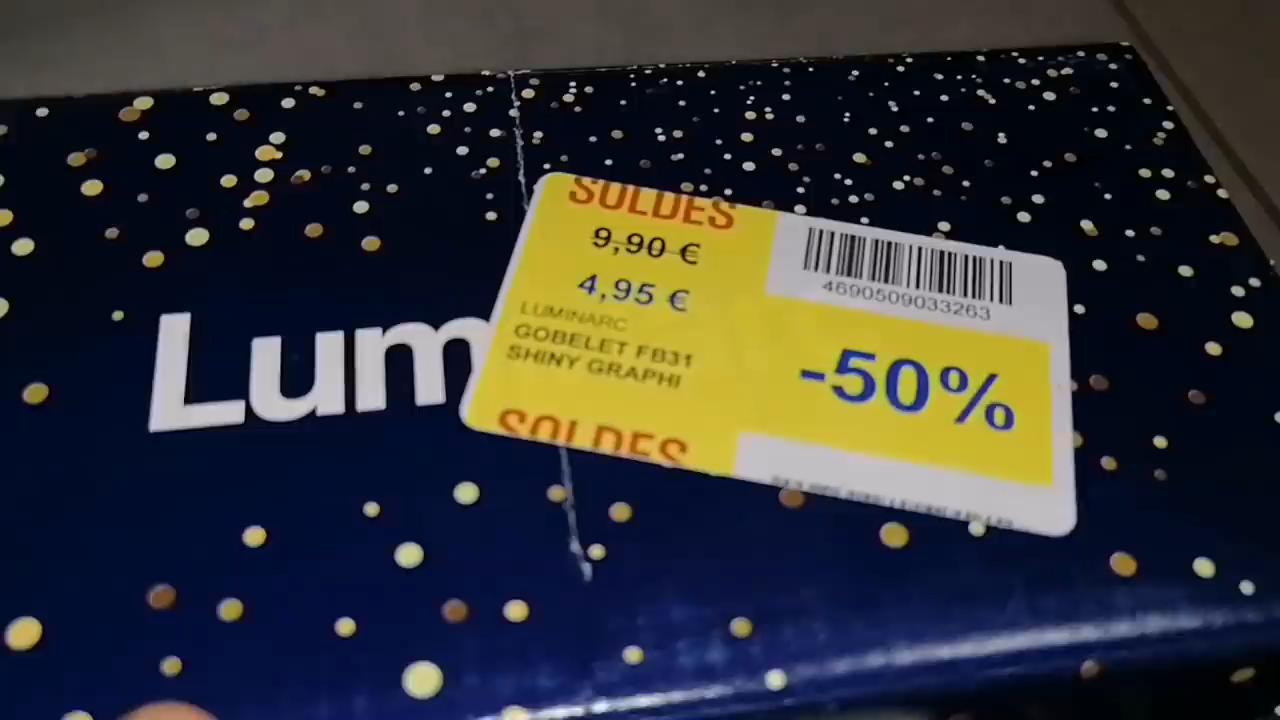 SOLDES
9,90 €
4,95 €
LUMINARC
GOBELET FB31
SHINY GRAPHI
SOLDES
4690509033263
-50%
Lum